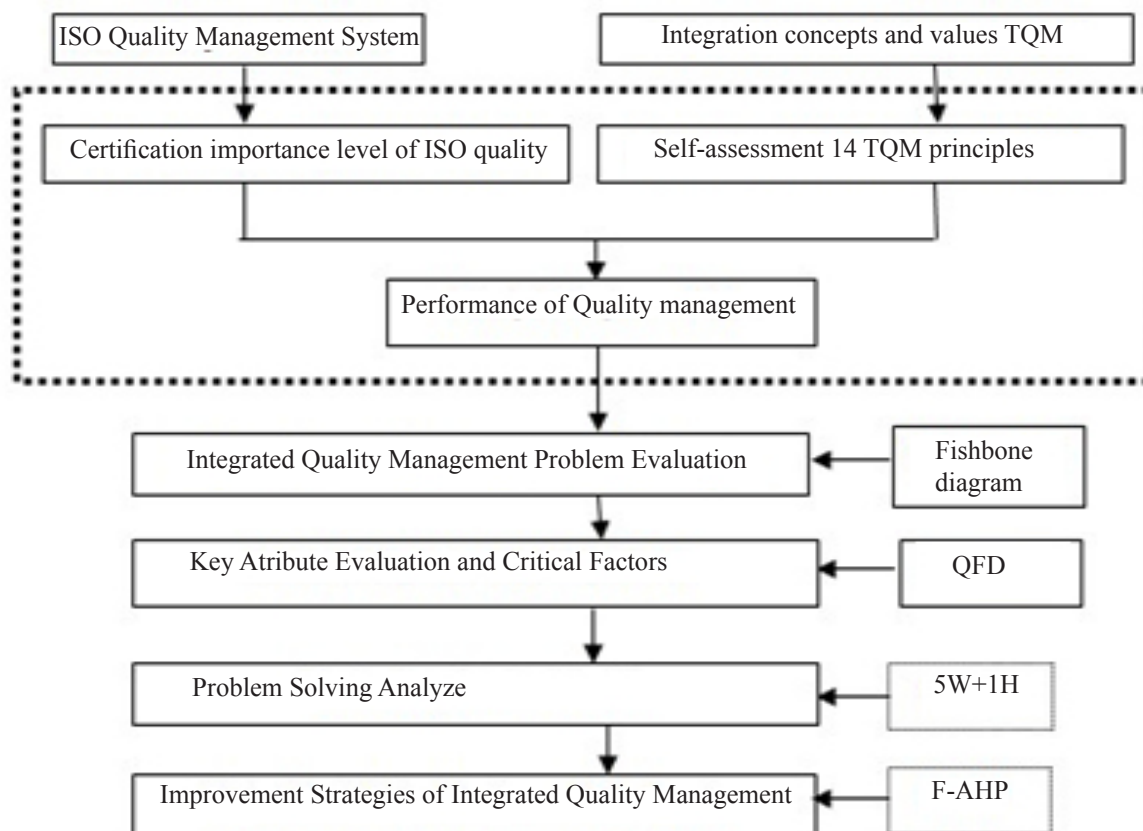 ISO Quality Management System
Integration concepts and values TQM
Certification importance level of ISO quality
Self-assessment 14 TQM principles
Performance of Quality management
Integrated Quality Management Problem Evaluation
Fishbone
diagram
Key Atribute Evaluation and Critical Factors
QFD
Problem Solving Analyze
5W+1H
Improvement Strategies of Integrated Quality Management
F-AHP